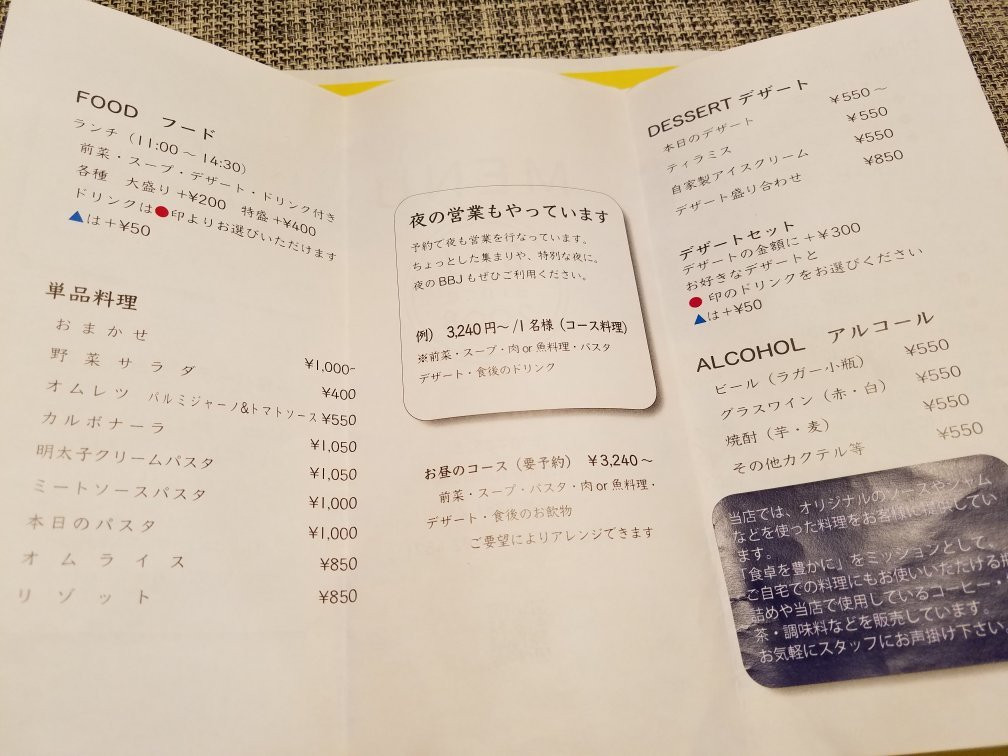 FOOD フード
ランチ（11:00～14:30）
前菜・スープ・デザート・ドリンク付き
各種 大盛り+¥200 特盛+¥400
ドリンクは●印よりお選びいただけます
▲は+¥50
単品料理
おまかせ ¥1,000-
野菜サラダ ¥400
オムレツ パルミジャーノ&トマトソース ¥550
カルボナーラ ¥1,050
明太子クリームパスタ ¥1,050
ミートソースパスタ ¥1,000
本日のパスタ ¥1,000
オムライス ¥850
リゾット ¥850
夜の営業もやっています
予約で夜も営業を行なっています。
ちょっとした集まりや、特別な夜に。
夜のBBJもぜひご利用ください。
例） 3,240円～/1名様（コース料理)
※前菜・スープ・肉or魚料理・パスタ
デザート・食後のドリンク
お昼のコース（要予約） ¥3,240～
前菜・スープ・パスタ・肉or魚料理・
デザート・食後のお飲物
ご要望によりアレンジできます
DESSERT デザート
本日のデザート ¥550～
ティラミス ¥550
自家製アイスクリーム ¥550
デザート盛り合わせ ¥850
デザートセット
デザートの金額に+¥300
お好きなデザートと
●印のドリンクをお選びください
▲は+¥50
ALCOHOL アルコール
ビール（ラガー小瓶） ¥550
グラスワイン（赤・白） ¥550
焼酎（芋・麦） ¥550
その他カクテル等 ¥550
当店では、オリジナルのソースやジャム
などを使った料理をお客様に提供してい
ます。
「食卓を豊かに」をミッションとして、
ご自宅での料理にもお使いいただける瓶
詰めや当店で使用しているコーヒー・
茶・調味料などを販売しています。
お気軽にスタッフにお声掛け下さい